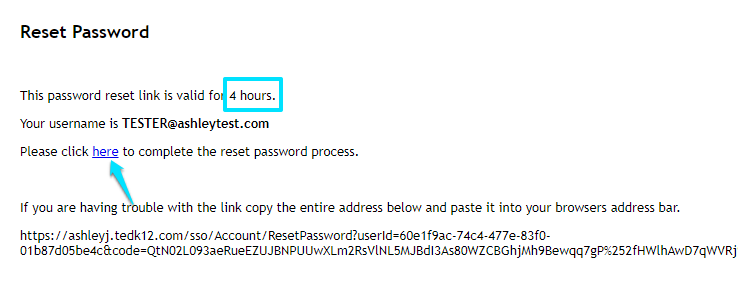 Reset Password
This password reset link is valid for 4 hours.
Your username is TESTER@ashleytest.com
Please click here to complete the reset password process.
If you are having trouble with the link copy the entire address below and paste it into your browsers address bar.
https://ashleyj.tedk12.com/sso/Account/ResetPassword?userId=60e1f9ac-74c4-477e-83f0-
01b87d05be4c&code=QtN02L093aeRueEZUJBNPUUwXLm2RsVlNL5MJBdI3As80WZCBGhjMh9Bewqq7gP%252fHWlhAwD7qWVRj